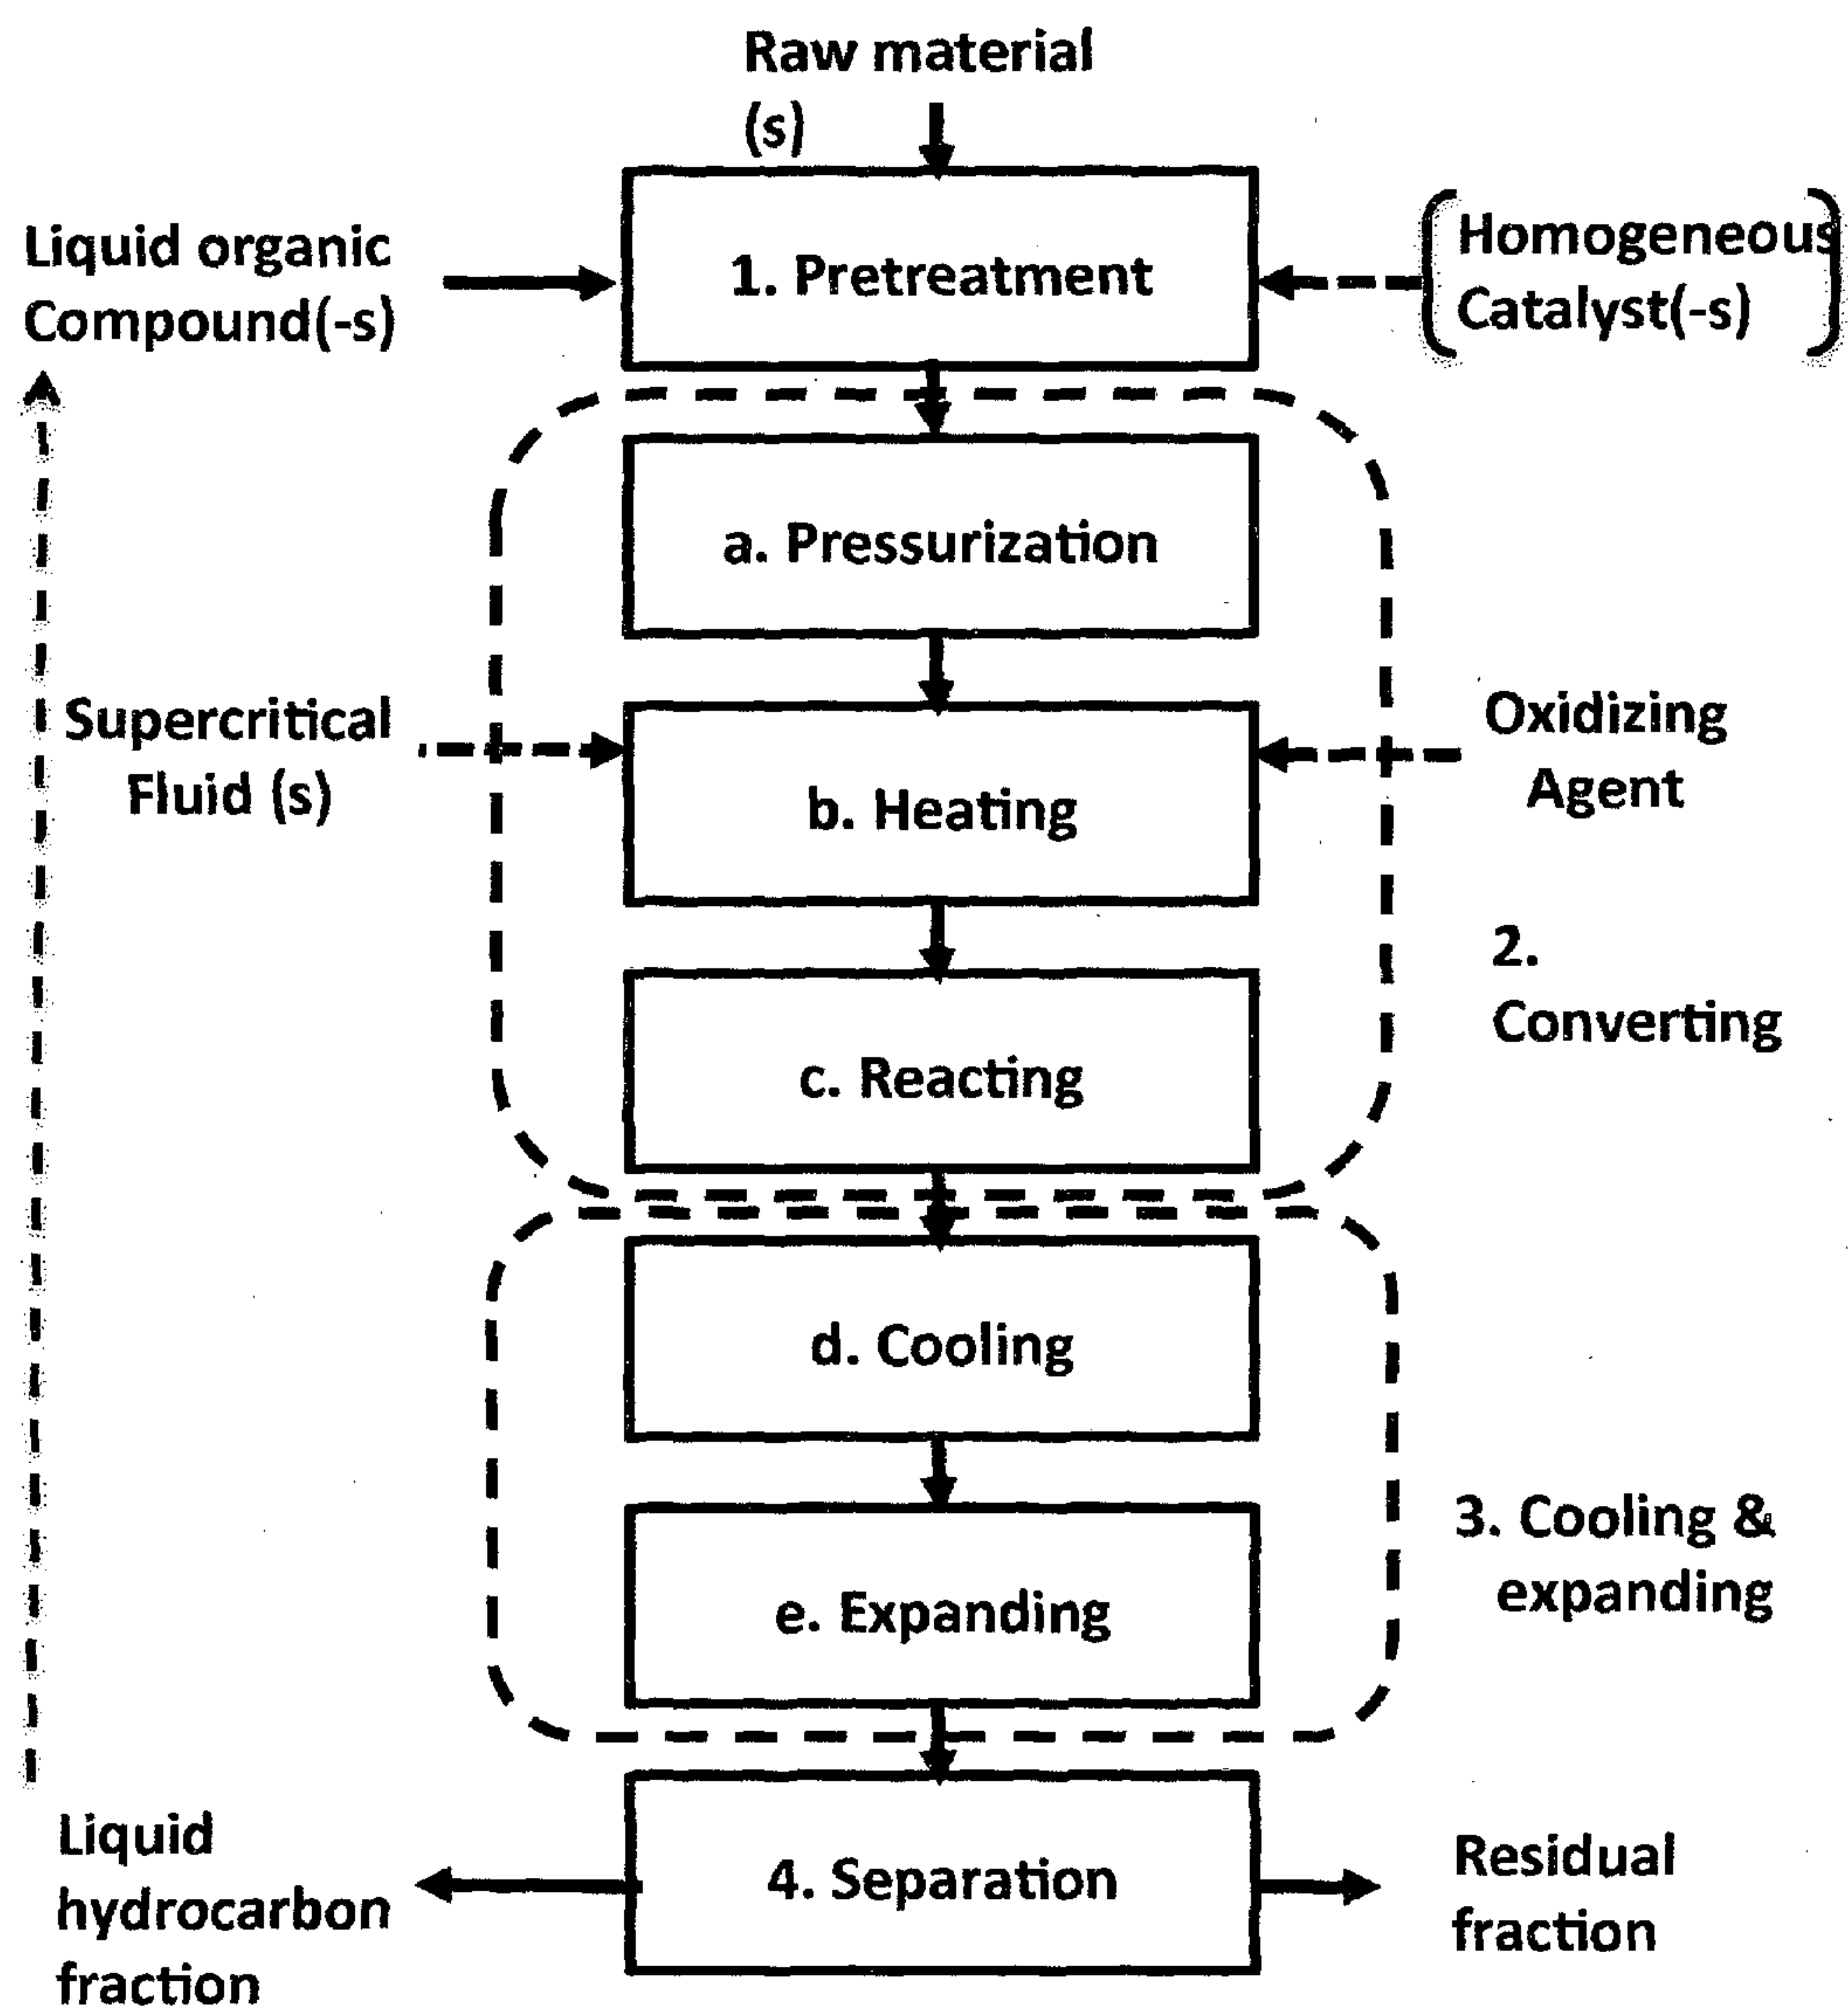 Raw material
(s)
Liquid organic
Compound(-s)
1. Pretreatment
Homogeneous
Catalyst(-s)
a. Pressurization
Supercritical
Fluid (s)
b. Heating
Oxidizing
Agent
2.
Converting
c. Reacting
d. Cooling
3. Cooling &
expanding
e. Expanding
Liquid
hydrocarbon
fraction
4. Separation
Residual
fraction